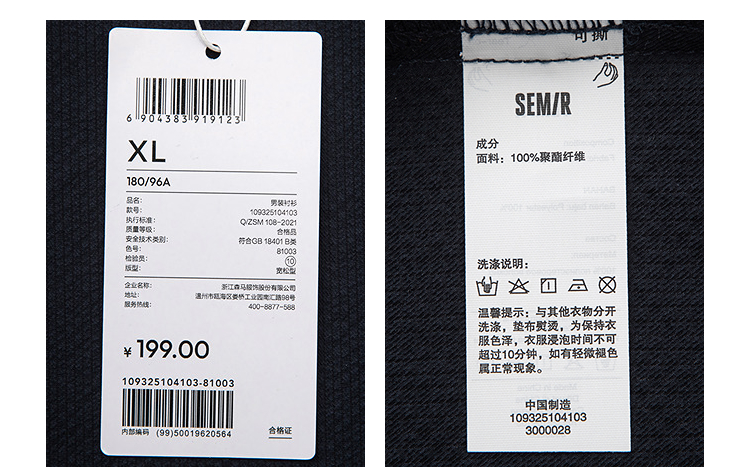 6 904383 919123
XL
180/96A
品名: 男装衬衫
款号: 109325104103
执行标准: Q/ZSM 108-2021
质量等级: 合格品
安全技术类别: 符合GB 18401 B类
色号: 81003
检验员: 10
版型: 宽松型
企业名称: 浙江森马服饰股份有限公司
地址: 温州市瓯海区娄桥工业园南汇路98号
服务热线: 400-8877-588
¥ 199.00
109325104103-81003
内部编码 (99)50019620564
合格证
可撕
SEM/R
成分
面料：100%聚酯纤维
洗涤说明：
温馨提示：与其他衣物分开
洗涤，垫布熨烫，为保持衣
服色泽，衣服浸泡时间不可
超过10分钟，如有轻微褪色
属正常现象。
中国制造
109325104103
3000028